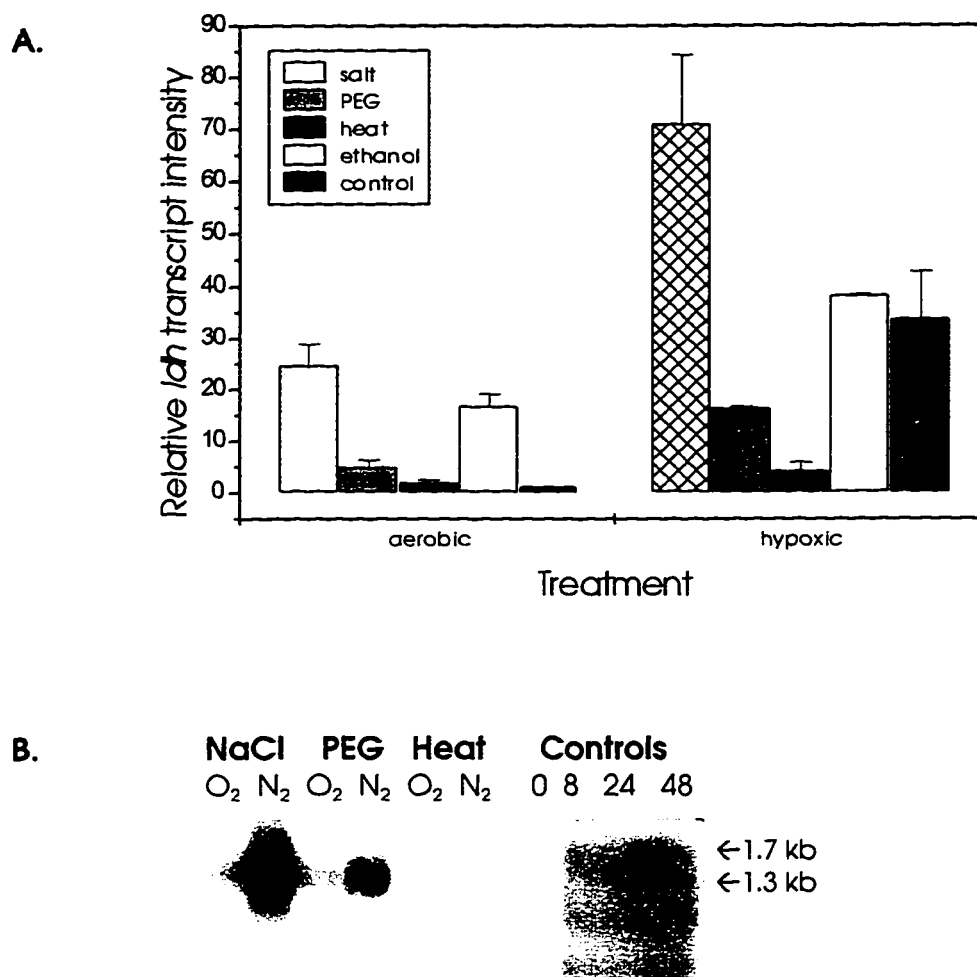 A.
90
80
70
60
50
40
30
20
10
0
Relative ldh transcript intensity
salt
PEG
heat
ethanol
control
aerobic hypoxic
Treatment
B.
NaCl PEG Heat Controls
O₂ N₂ O₂ N₂ O₂ N₂ 0 8 24 48
←1.7 kb
←1.3 kb